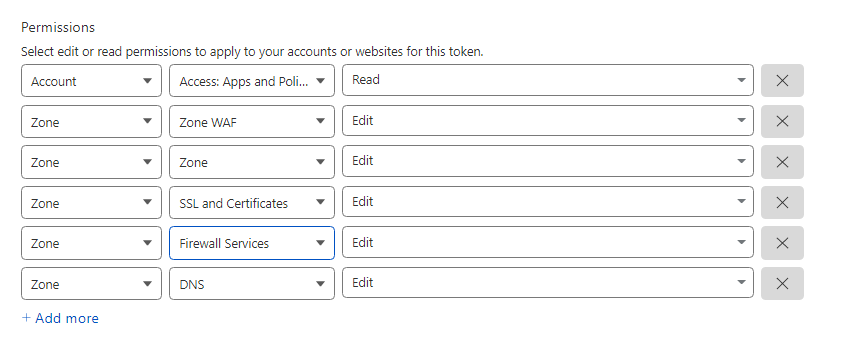 Permissions
Select edit or read permissions to apply to your accounts or websites for this token.
Account Access: Apps and Poli... Read
Zone Zone WAF Edit
Zone Zone Edit
Zone SSL and Certificates Edit
Zone Firewall Services Edit
Zone DNS Edit
+ Add more